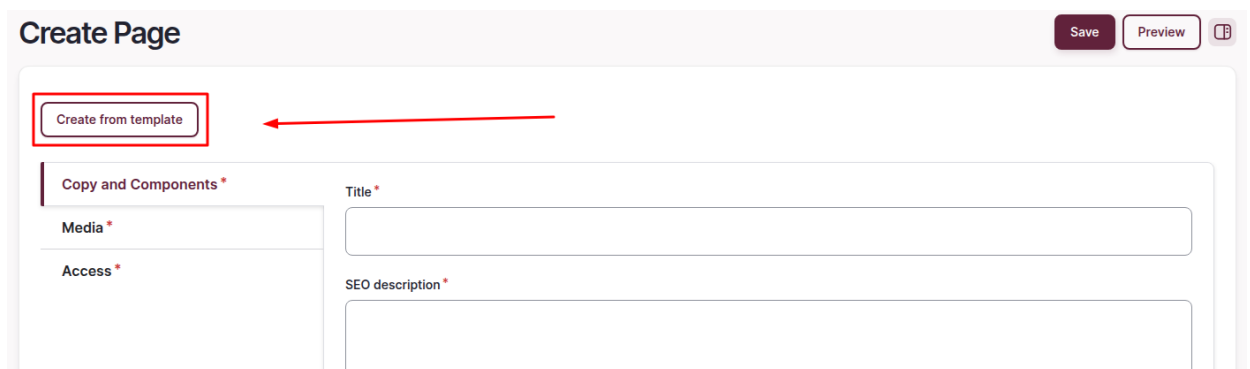 Create Page
Save
Preview
Create from template
Copy and Components *
Media *
Access *
Title *
SEO description *